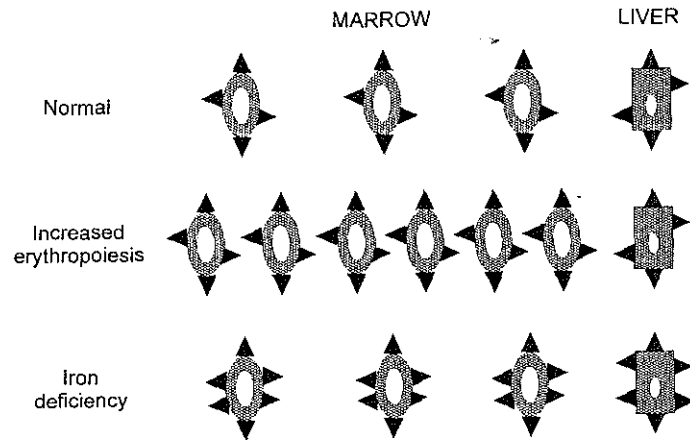 MARROW LIVER
Normal
Increased
erythropoiesis
Iron
deficiency